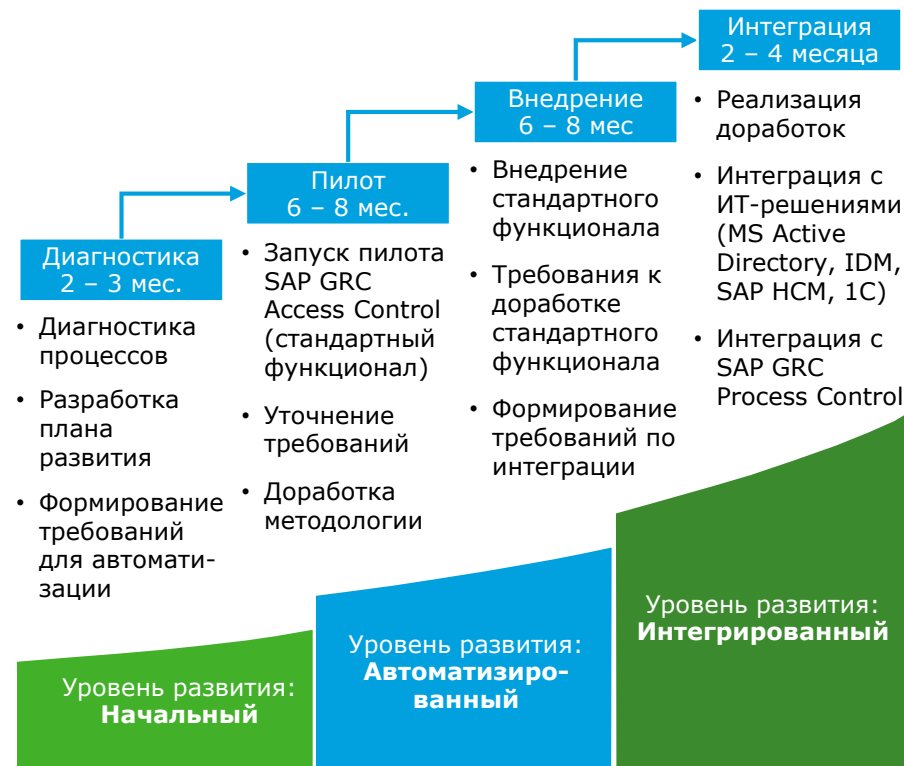 Диагностика
2 – 3 мес.
• Диагностика
процессов
• Разработка
плана
развития
• Формирование
требований
для автомати-
зации
Пилот
6 – 8 мес.
• Запуск пилота
SAP GRC
Access Control
(стандартный
функционал)
• Уточнение
требований
• Доработка
методологии
Внедрение
6 – 8 мес
• Внедрение
стандартного
функционала
• Требования к
доработке
стандартного
функционала
• Формирование
требований по
интеграции
Интеграция
2 – 4 месяца
• Реализация
доработок
• Интеграция с
ИТ-решениями
(MS Active
Directory, IDM,
SAP HCM, 1C)
• Интеграция с
SAP GRC
Process Control
Уровень развития:
Начальный
Уровень развития:
Автоматизиро-
ванный
Уровень развития:
Интегрированный